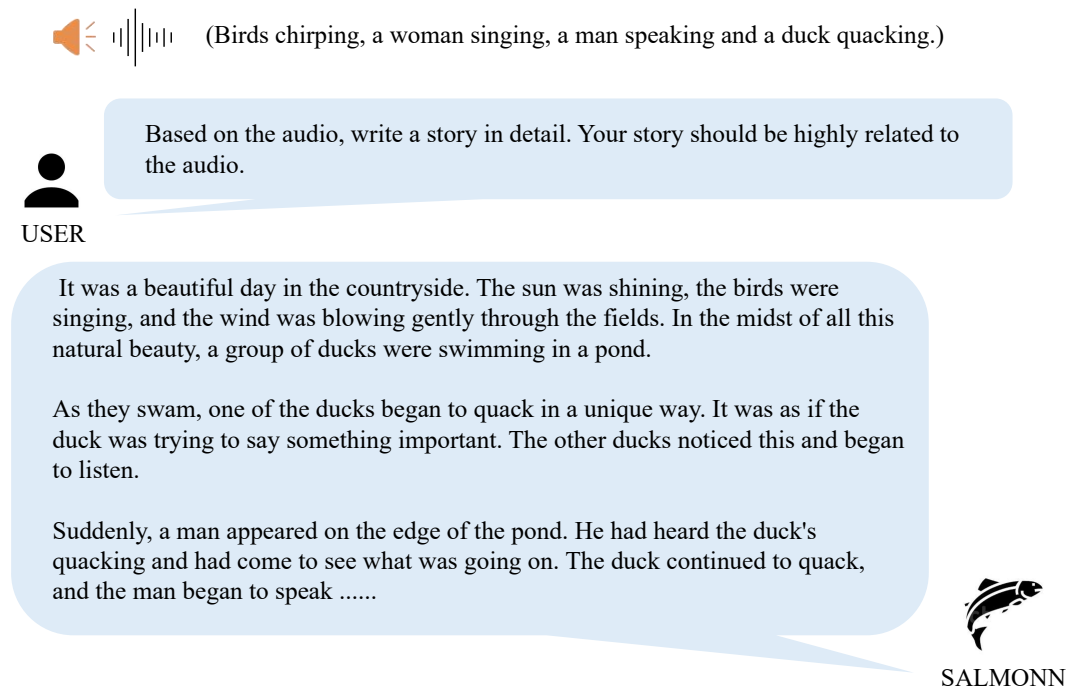 (Birds chirping, a woman singing, a man speaking and a duck quacking.)
Based on the audio, write a story in detail. Your story should be highly related to
the audio.
USER
It was a beautiful day in the countryside. The sun was shining, the birds were
singing, and the wind was blowing gently through the fields. In the midst of all this
natural beauty, a group of ducks were swimming in a pond.
As they swam, one of the ducks began to quack in a unique way. It was as if the
duck was trying to say something important. The other ducks noticed this and began
to listen.
Suddenly, a man appeared on the edge of the pond. He had heard the duck's
quacking and had come to see what was going on. The duck continued to quack,
and the man began to speak ......
SALMONN